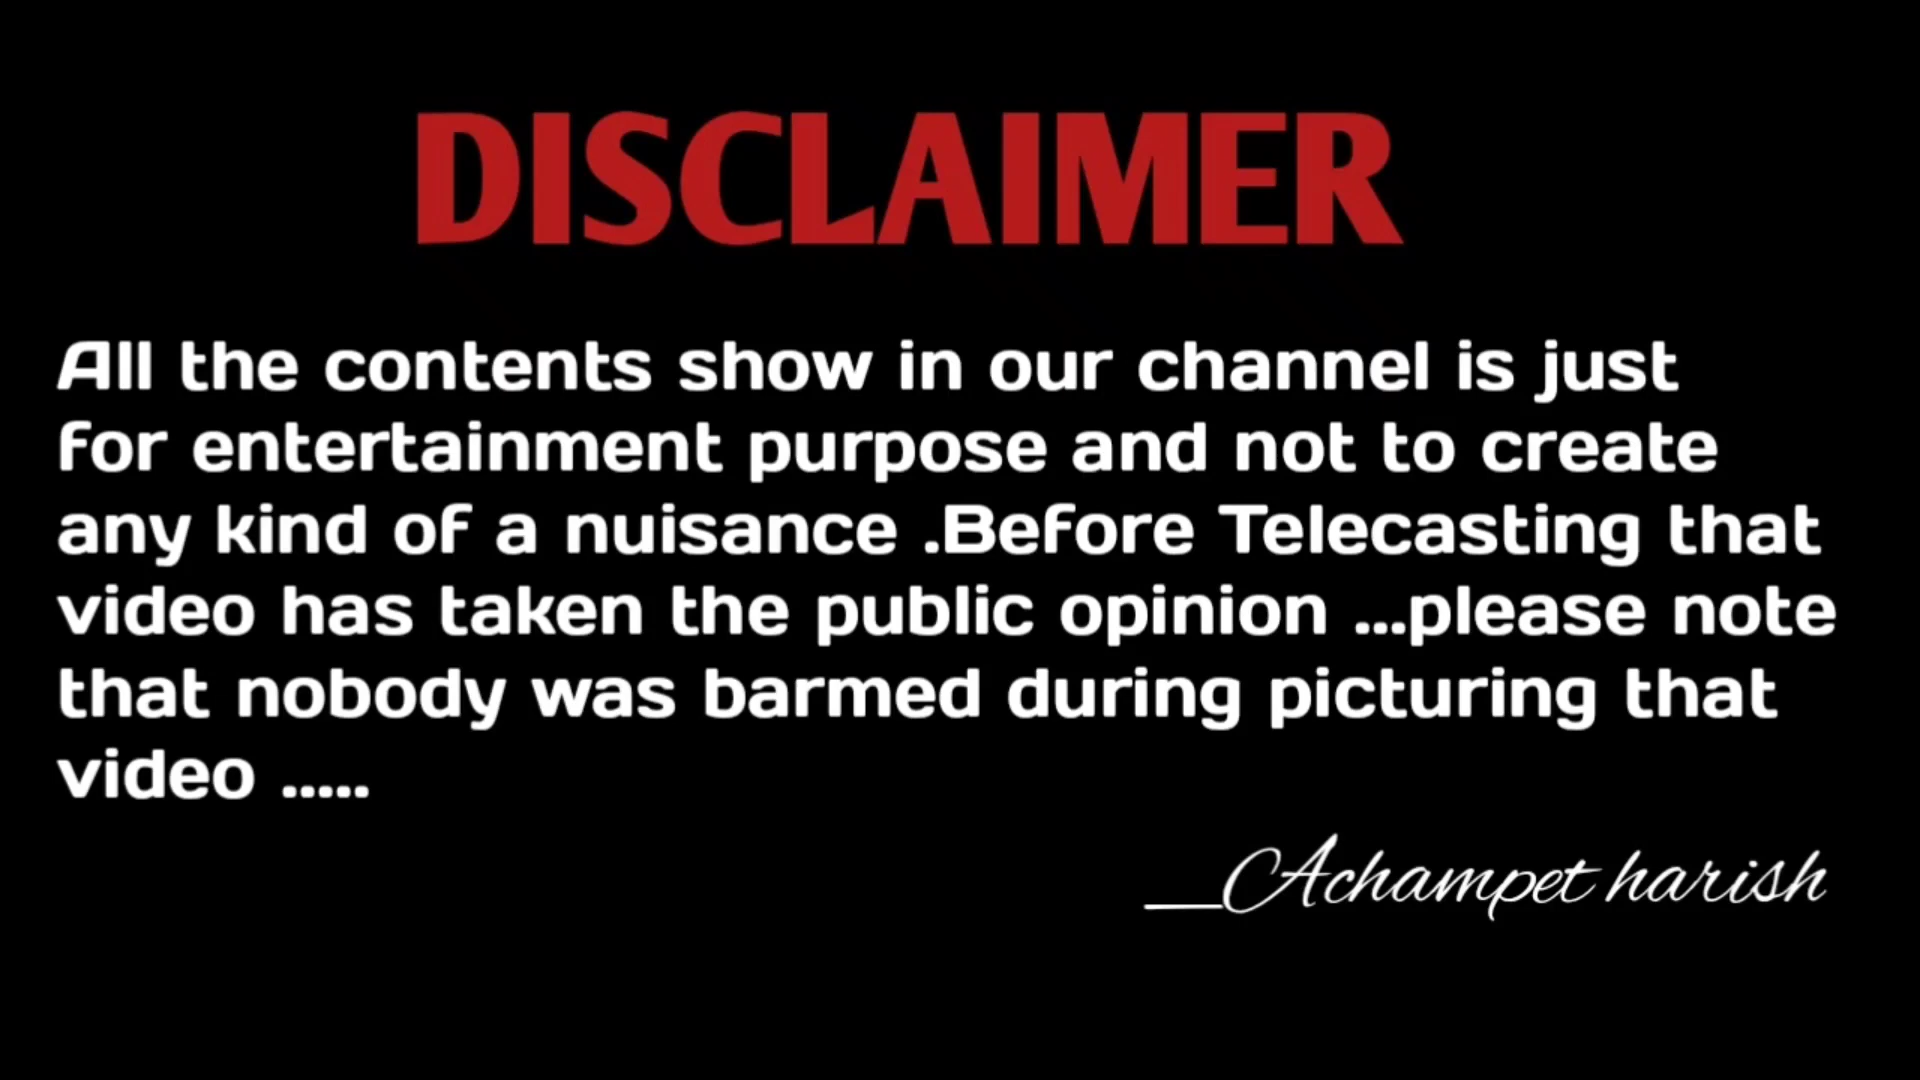 DISCLAIMER
All the contents show in our channel is just
for entertainment purpose and not to create
any kind of a nuisance .Before Telecasting that
video has taken the public opinion ...please note
that nobody was barmed during picturing that
video .....
__Achampet harish